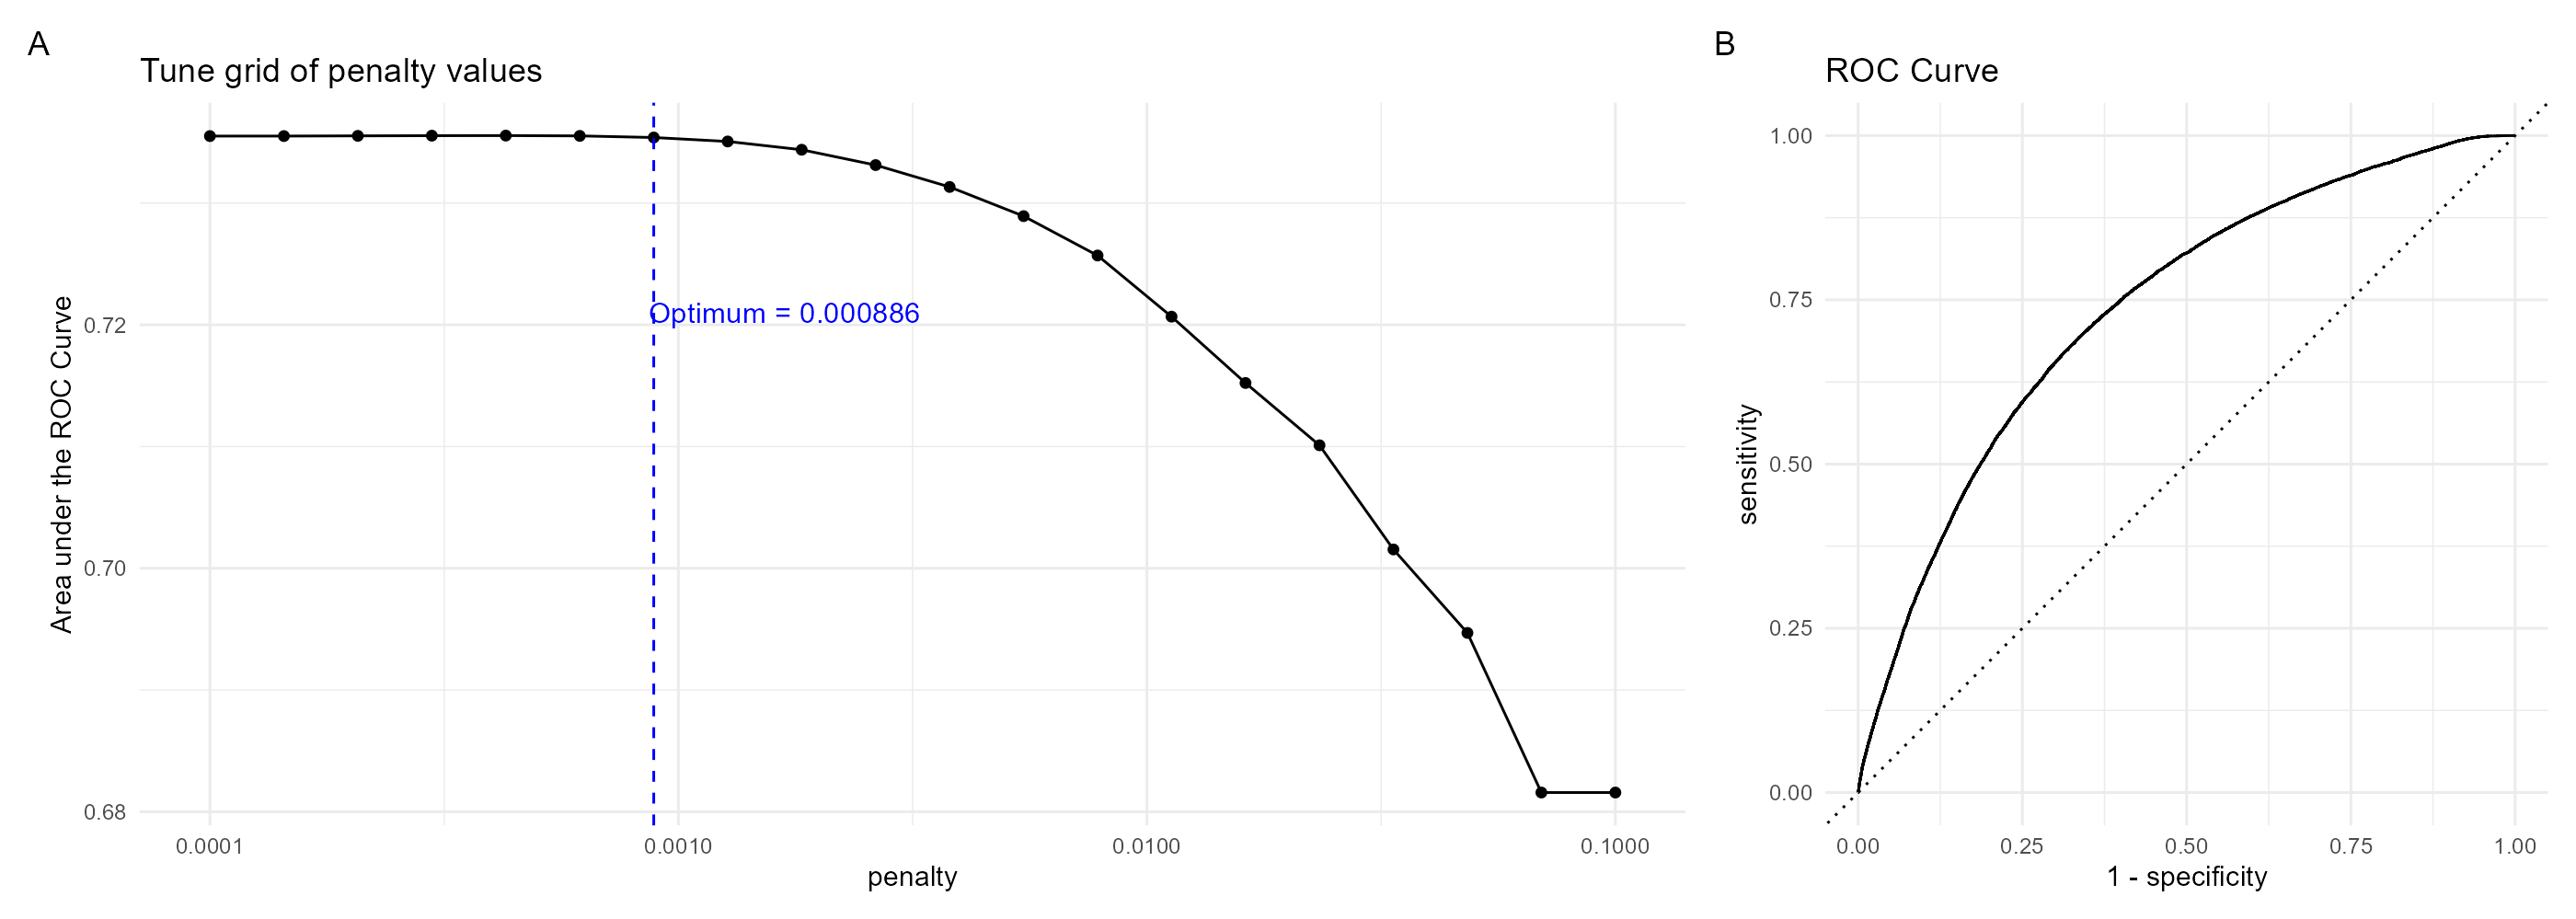 A
Tune grid of penalty values
Area under the ROC Curve
0.72
0.70
0.68
Optimum = 0.000886
0.0001
0.0010
0.0100
0.1000
penalty
B
ROC Curve
sensitivity
1.00
0.75
0.50
0.25
0.00
0.00
0.25
0.50
0.75
1.00
1 - specificity